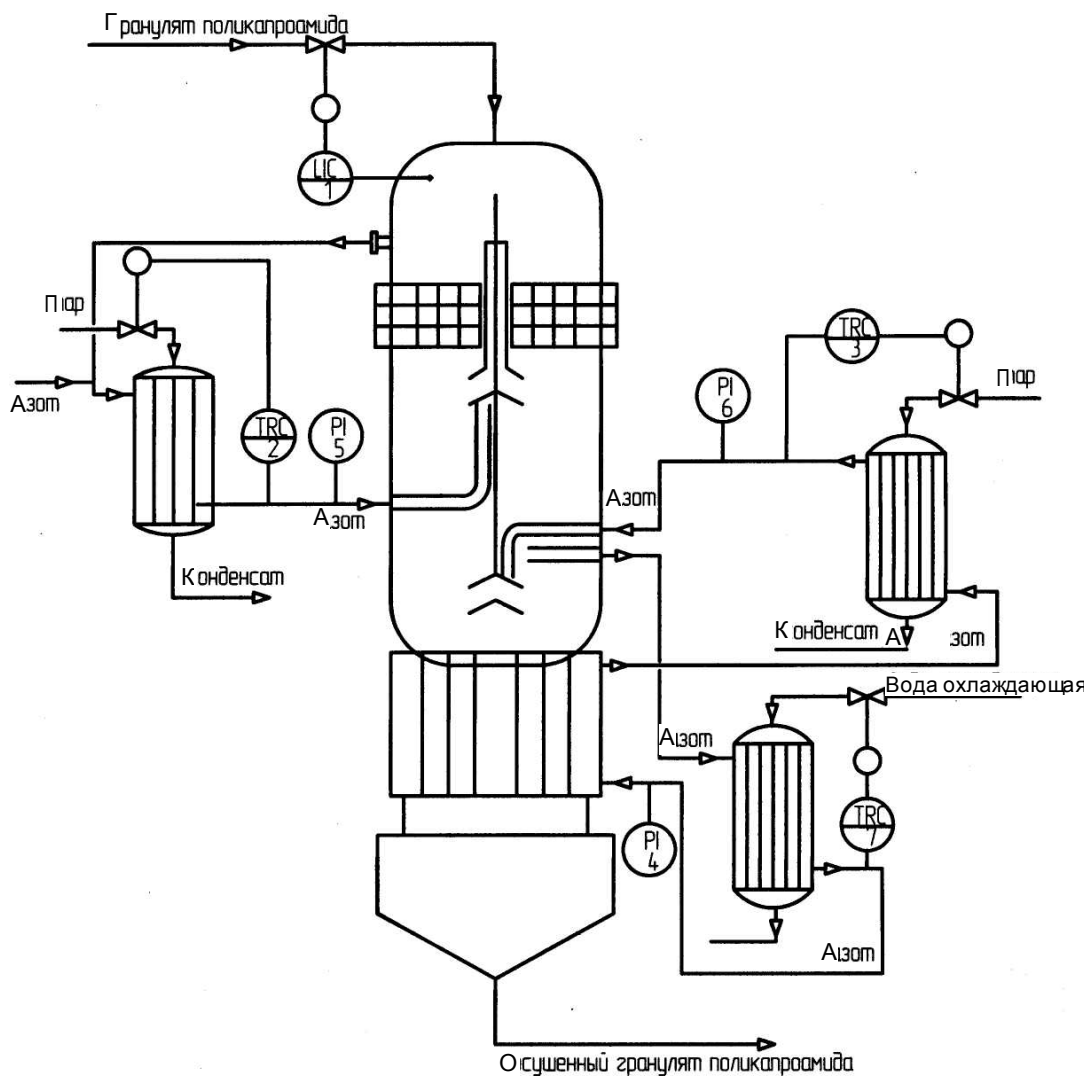 Гранулят поликапроамида
LIC
1
Пар
TRC
3
Пар
PI
6
Азот
TRC
2
PI
5
Азот
Азот
Конденсат
Конденсат
Азот
Вода охлаждающая
Азот
TRC
7
PI
4
Азот
Осушенный гранулят поликапроамида